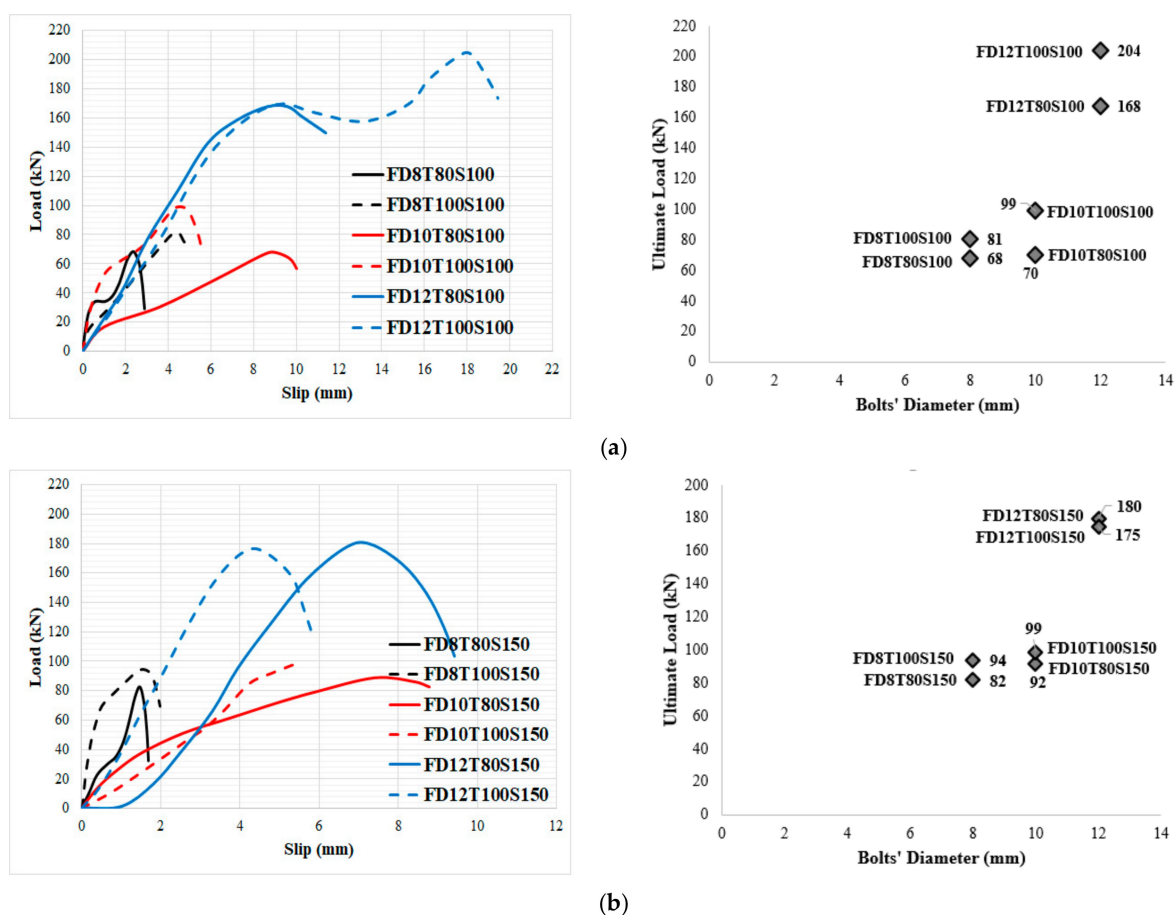 220
200
180
160
140
120
100
80
60
40
20
0
Load (kN)
0 2 4 6 8 10 12 14 16 18 20 22
Slip (mm)
FD8T80S100
FD8T100S100
FD10T80S100
FD10T100S100
FD12T80S100
FD12T100S100
220
200
180
160
140
120
100
80
60
40
20
0
Ultimate Load (kN)
0 2 4 6 8 10 12 14
Bolts' Diameter (mm)
FD12T100S100 204
FD12T80S100 168
99 FD10T100S100
FD8T100S100 81
FD8T80S100 68
FD10T80S100
70
(a)
220
200
180
160
140
120
100
80
60
40
20
0
Load (kN)
0 2 4 6 8 10 12
Slip (mm)
FD8T80S150
FD8T100S150
FD10T80S150
FD10T100S150
FD12T80S150
FD12T100S150
200
180
160
140
120
100
80
60
40
20
0
Ultimate Load (kN)
0 2 4 6 8 10 12 14
Bolts' Diameter (mm)
FD12T80S150 180
FD12T100S150 175
99
FD10T100S150
FD8T100S150 94
FD10T80S150
FD8T80S150 82
92
(b)